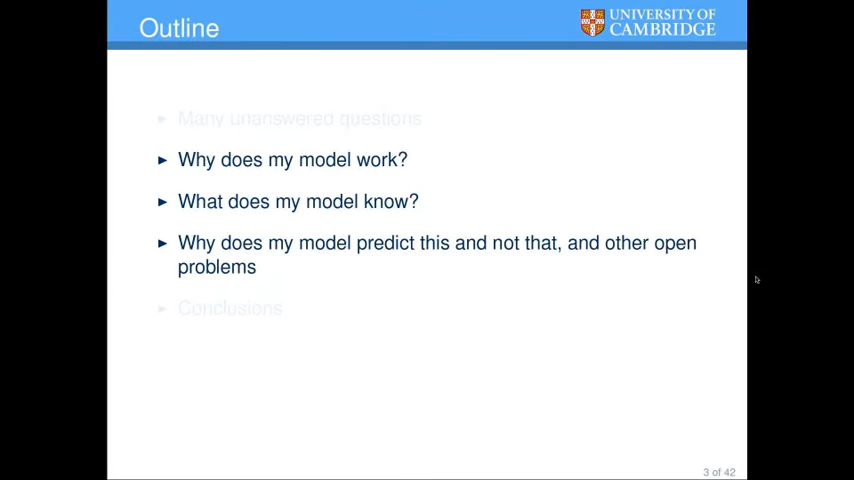 Outline
UNIVERSITY OF
CAMBRIDGE
Many unanswered questions
Why does my model work?
What does my model know?
Why does my model predict this and not that, and other open
problems
Conclusions
3 of 42